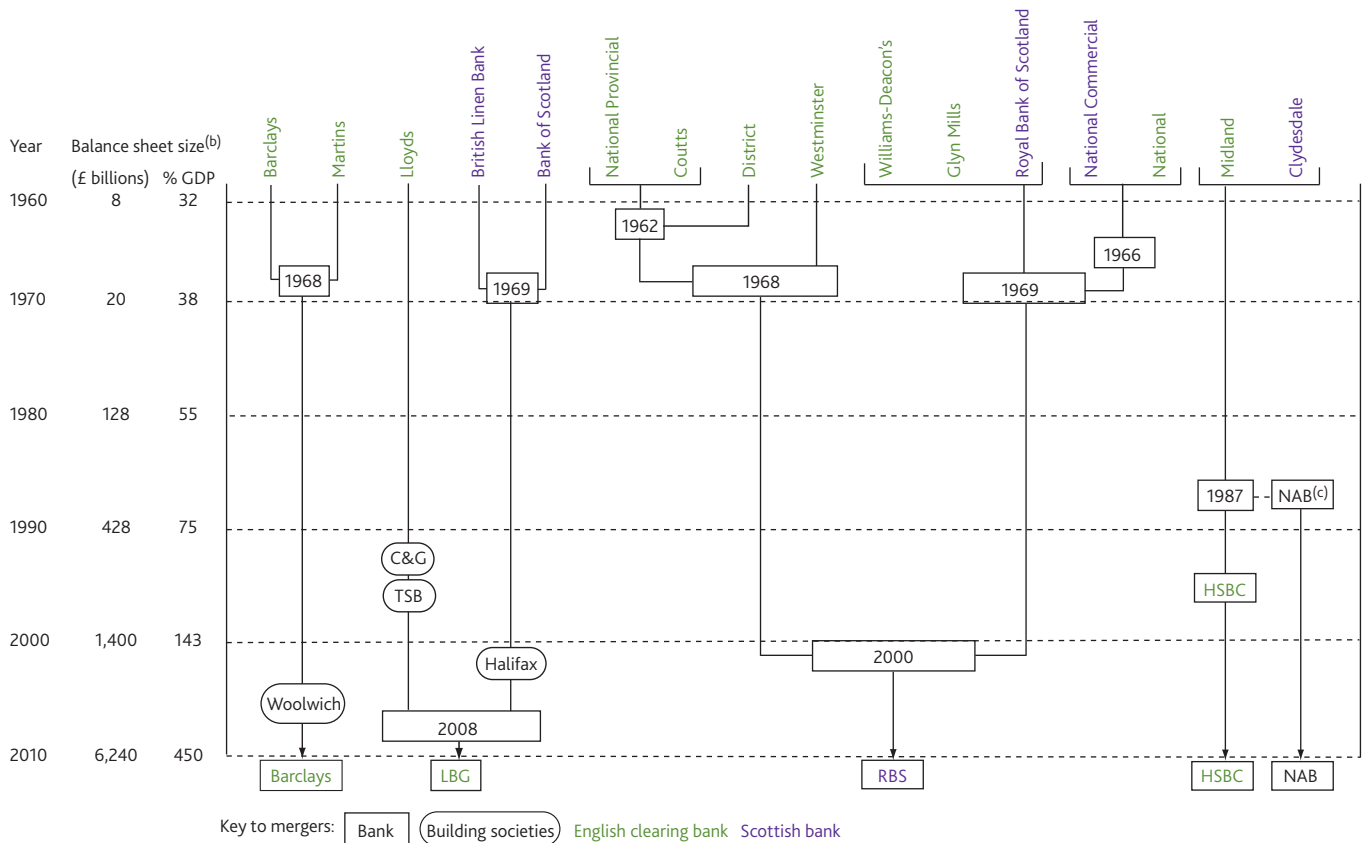 Barclays
Martins
Lloyds
British Linen Bank
Bank of Scotland
National Provincial
Coutts
District
Westminster
Williams-Deacon's
Glyn Mills
Royal Bank of Scotland
National Commercial
National
Midland
Clydesdale
Year Balance sheet size(b)
(£ billions) % GDP
1960 8 32
1962
1966
1968
1969
1968
1969
1970 20 38
1980 128 55
1987 NAB(c)
1990 428 75
C&G
TSB
HSBC
2000 1,400 143
Halifax
2000
Woolwich
2008
2010 6,240 450
Barclays LBG RBS HSBC NAB
Key to mergers: Bank Building societies English clearing bank Scottish bank